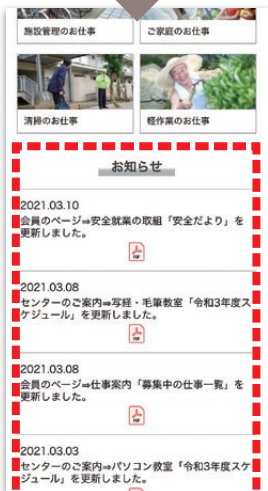 施設管理のお仕事
ご家庭のお仕事
清掃のお仕事
軽作業のお仕事
お知らせ
2021.03.10
会員のページ⇒安全就業の取組「安全だより」を
更新しました。
PDF
2021.03.08
センターのご案内⇒写経・毛筆教室「令和3年度ス
ケジュール」を更新しました。
PDF
2021.03.08
会員のページ⇒仕事案内「募集中の仕事一覧」を
更新しました。
PDF
2021.03.03
センターのご案内⇒パソコン教室「令和3年度スケ
ジュール」を更新しました。